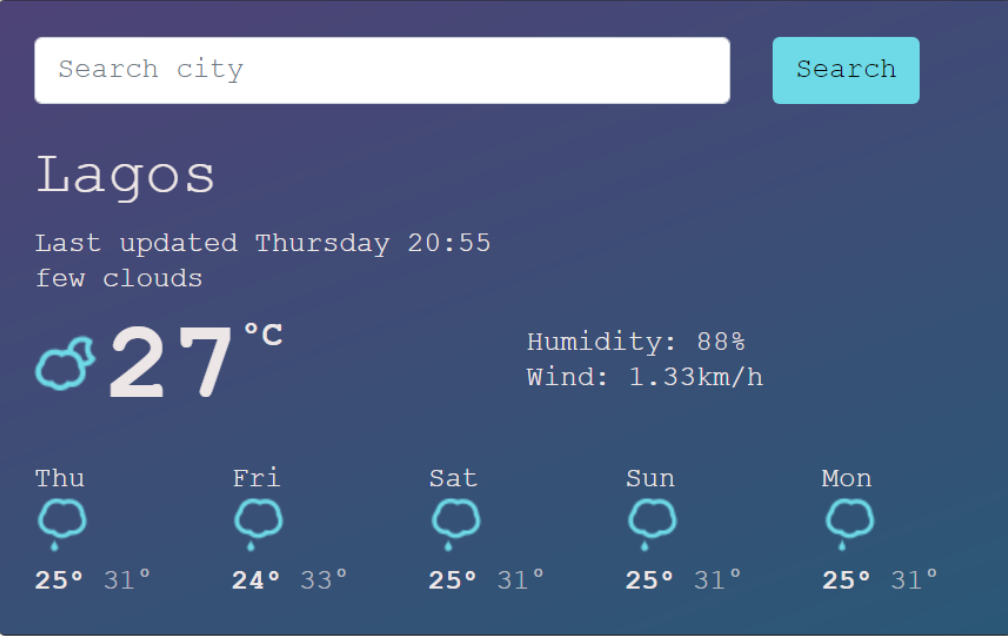 Search city Search
Lagos
Last updated Thursday 20:55
few clouds
27 °C
Humidity: 88%
Wind: 1.33km/h
Thu Fri Sat Sun Mon
25° 31° 24° 33° 25° 31° 25° 31° 25° 31°